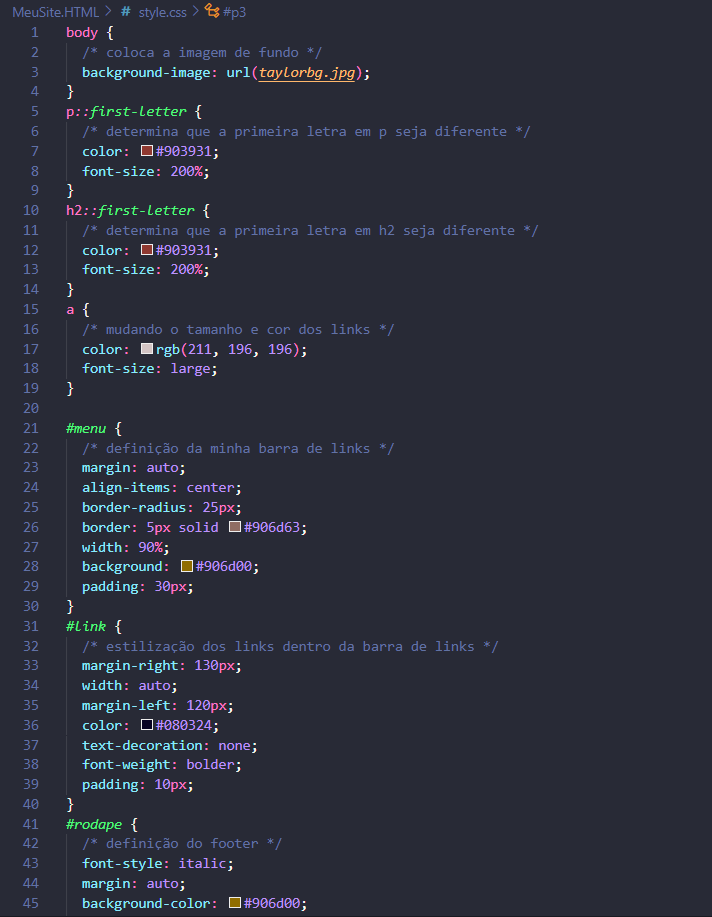 MeuSite.HTML > # style.css > #p3
1 body {
2 /* coloca a imagem de fundo */
3 background-image: url(taylorbg.jpg);
4 }
5 p::first-letter {
6 /* determina que a primeira letra em p seja diferente */
7 color: #903931;
8 font-size: 200%;
9 }
10 h2::first-letter {
11 /* determina que a primeira letra em h2 seja diferente */
12 color: #903931;
13 font-size: 200%;
14 }
15 a {
16 /* mudando o tamanho e cor dos links */
17 color: rgb(211, 196, 196);
18 font-size: large;
19 }
20
21 #menu {
22 /* definição da minha barra de links */
23 margin: auto;
24 align-items: center;
25 border-radius: 25px;
26 border: 5px solid #906d63;
27 width: 90%;
28 background: #906d00;
29 padding: 30px;
30 }
31 #link {
32 /* estilização dos links dentro da barra de links */
33 margin-right: 130px;
34 width: auto;
35 margin-left: 120px;
36 color: #080324;
37 text-decoration: none;
38 font-weight: bolder;
39 padding: 10px;
40 }
41 #rodape {
42 /* definição do footer */
43 font-style: italic;
44 margin: auto;
45 background-color: #906d00;